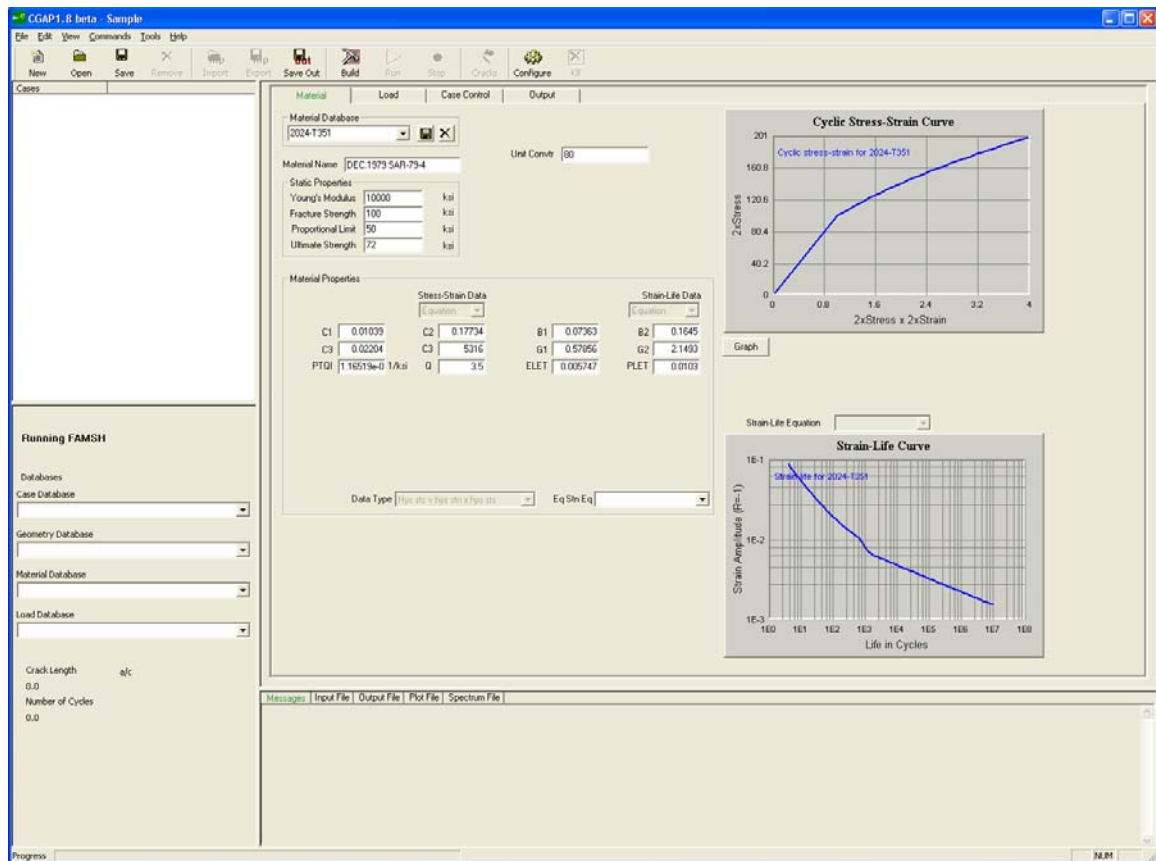 CGAP1.8 beta - Sample
File Edit View Commands Tools Help
New Open Save Remove Import Export Save Out Build Run Stop Cracks Configure Kill
Cases
Material Load Case Control Output
Material Database
2024-T351
Unit Convtr 80
Material Name DEC.1979 SAR-79-4
Static Properties
Young's Modulus 10000 ksi
Fracture Strength 100 ksi
Proportional Limit 50 ksi
Ultimate Strength 72 ksi
Material Properties
Stress-Strain Data Strain-Life Data
Equation Equation
C1 0.01039 C2 0.17734 B1 0.07363 B2 0.1645
C3 0.02204 C3 5316 G1 0.57856 G2 2.1493
PTQI 1.16519e-0 1/ksi Q 3.5 ELET 0.005747 PLET 0.0103
Data Type Hys sts v hys stn x hys sts Eq Stn Eq
Cyclic Stress-Strain Curve
Cyclic stress-strain for 2024-T351
201
160.8
120.6
80.4
40.2
0
2xStress
0 0.8 1.6 2.4 3.2 4
2xStress x 2xStrain
Graph
Strain-Life Equation
Strain-Life Curve
Strain-life for 2024-T351
1E-1
1E-2
1E-3
Strain Amplitude (R=-1)
1E0 1E1 1E2 1E3 1E4 1E5 1E6 1E7 1E8
Life in Cycles
Running FAMSH
Databases
Case Database
Geometry Database
Material Database
Load Database
Crack Length a/c
0.0
Number of Cycles
0.0
Messages Input File Output File Plot File Spectrum File
Progress NUM